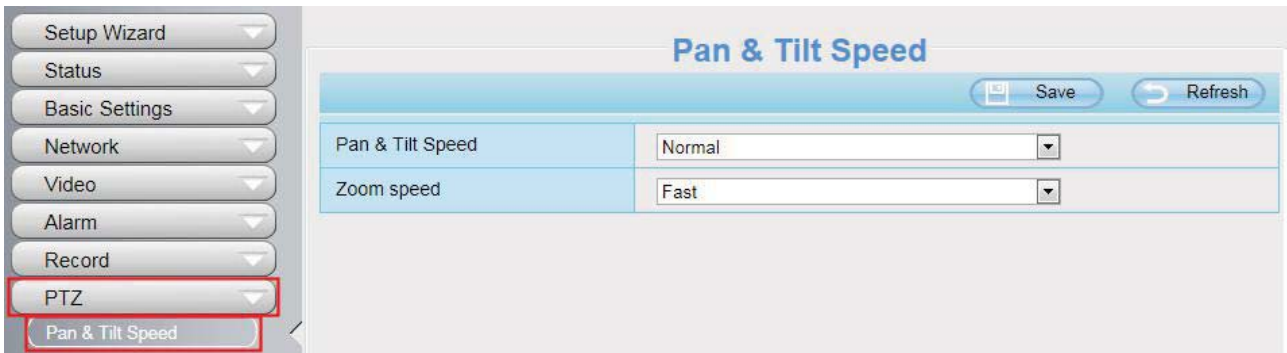 Setup Wizard
Status
Basic Settings
Network
Video
Alarm
Record
PTZ
Pan & Tilt Speed
Pan & Tilt Speed
Save Refresh
Pan & Tilt Speed Normal
Zoom speed Fast